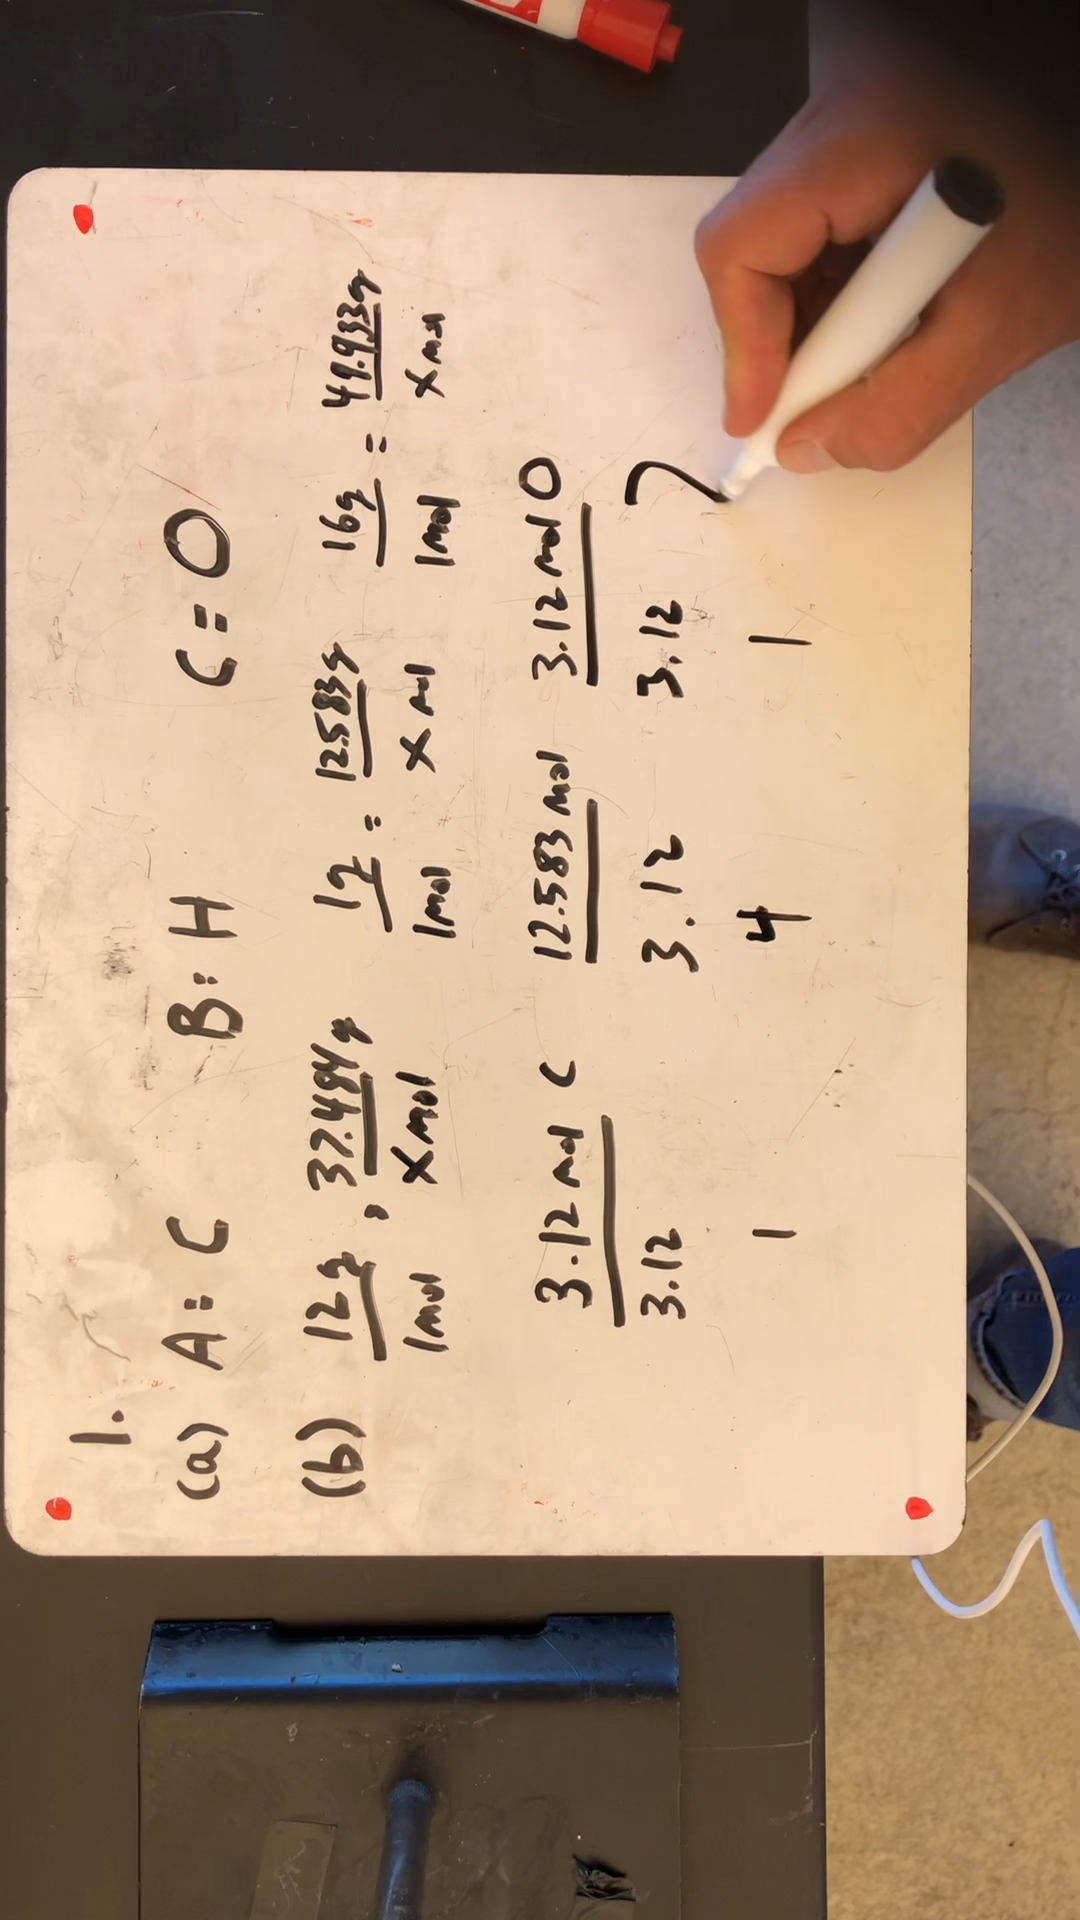 1.
(a) A: C B: H C: O
(b) 12g = 37.484g 1g = 12.583g 16g = 49.933g
1mol x mol 1mol x mol 1mol x mol
3.12 mol C 12.583 mol 3.12 mol O
3.12 3.12 3.12
1 4 1